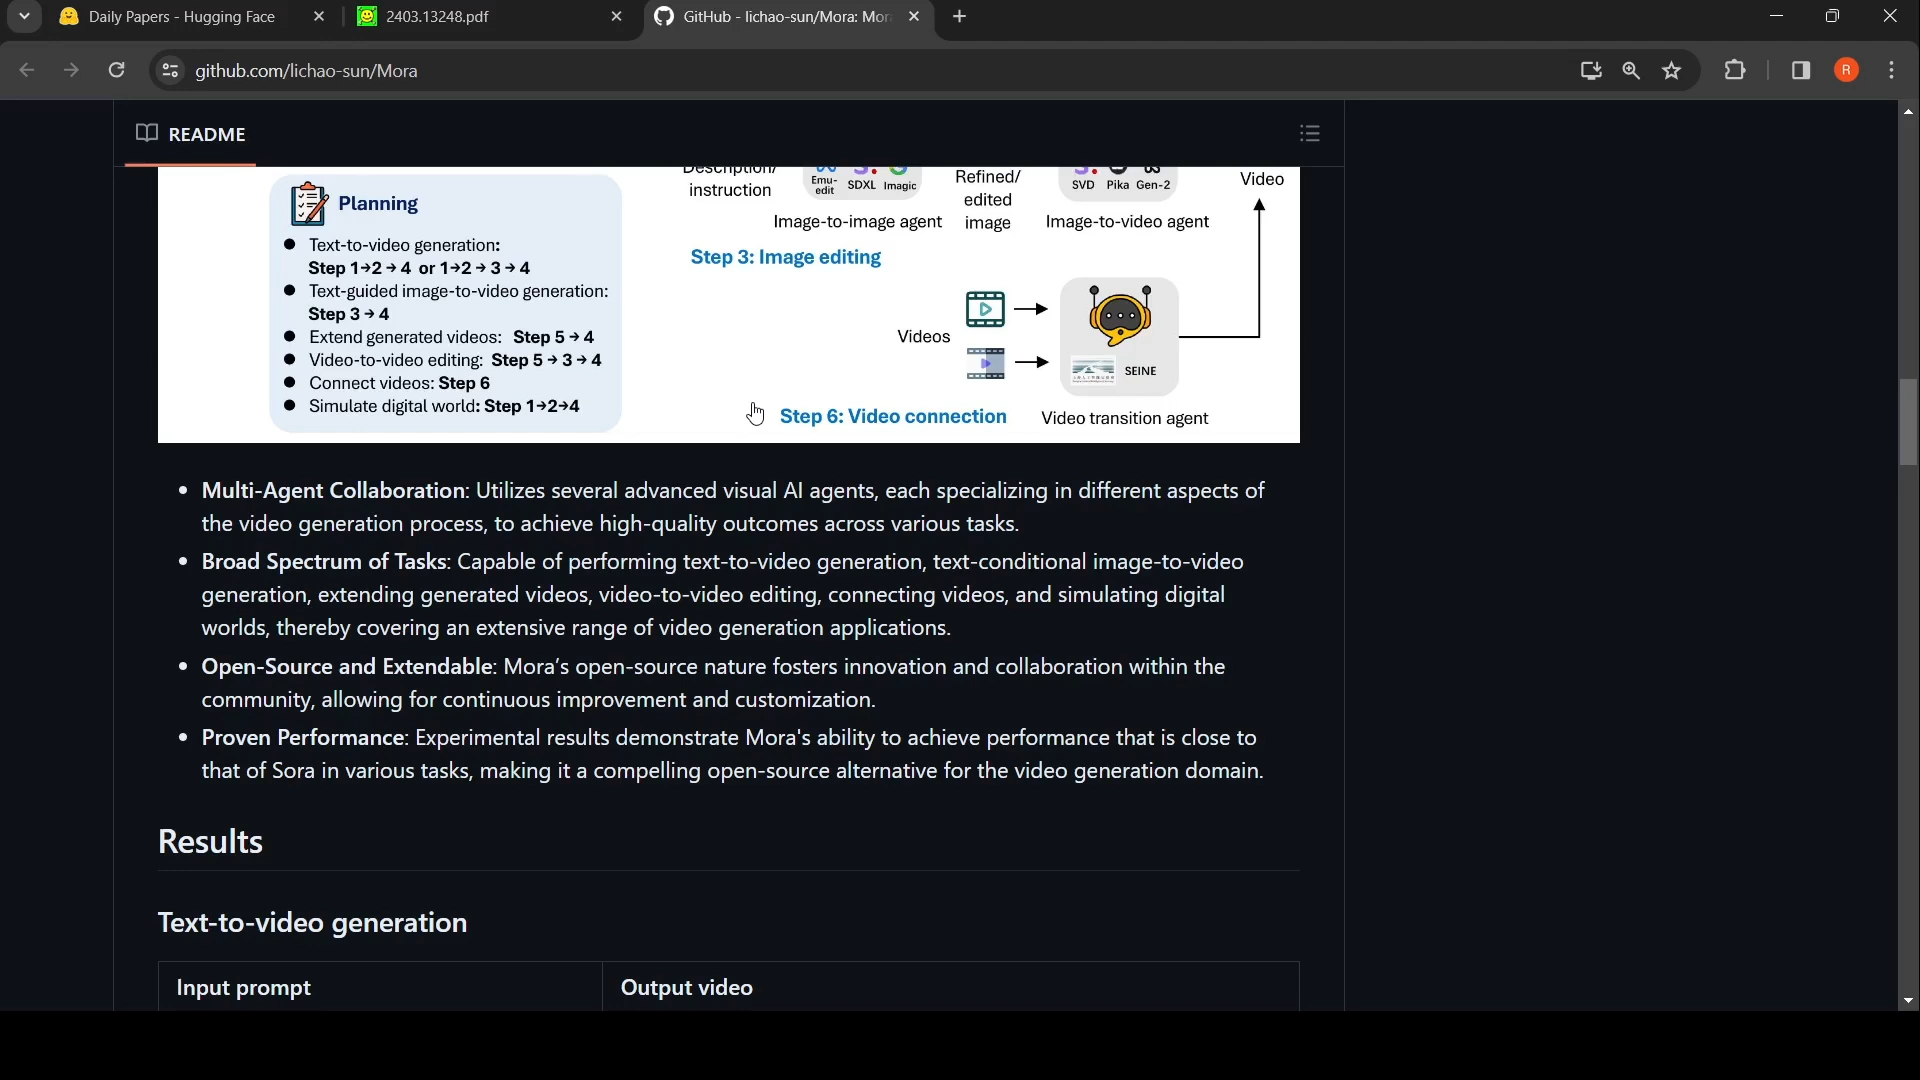 Daily Papers - Hugging Face
2403.13248.pdf
GitHub - lichao-sun/Mora: Mor
github.com/lichao-sun/Mora
R
README
Description/
instruction
Emu-
edit
SDXL
Imagic
Refined/
edited
image
SVD
Pika
Gen-2
Video
Image-to-image agent
Image-to-video agent
Step 3: Image editing
Planning
Text-to-video generation:
Step 1→2→4 or 1→2→3→4
Text-guided image-to-video generation:
Step 3→4
Extend generated videos: Step 5→4
Video-to-video editing: Step 5→3→4
Connect videos: Step 6
Simulate digital world: Step 1→2→4
Videos
SEINE
Step 6: Video connection
Video transition agent
• Multi-Agent Collaboration: Utilizes several advanced visual AI agents, each specializing in different aspects of
the video generation process, to achieve high-quality outcomes across various tasks.
• Broad Spectrum of Tasks: Capable of performing text-to-video generation, text-conditional image-to-video
generation, extending generated videos, video-to-video editing, connecting videos, and simulating digital
worlds, thereby covering an extensive range of video generation applications.
• Open-Source and Extendable: Mora’s open-source nature fosters innovation and collaboration within the
community, allowing for continuous improvement and customization.
• Proven Performance: Experimental results demonstrate Mora's ability to achieve performance that is close to
that of Sora in various tasks, making it a compelling open-source alternative for the video generation domain.
Results
Text-to-video generation
Input prompt
Output video